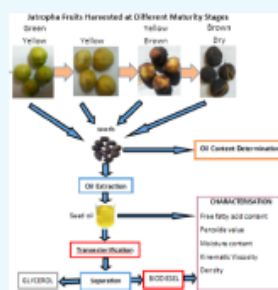 Jatropha Fruits Harvested at Different Maturity Stages
Green Yellow Yellow Brown
Yellow Brown Dry
seeds
Oil Content Determination
Oil Extraction
CHARACTERISATION
Seed oil
Free fatty acid content
Peroxide value
Moisture content
Transesterification
Kinematic Viscosity
Density
GLYCEROL
Separation
BIODIESEL